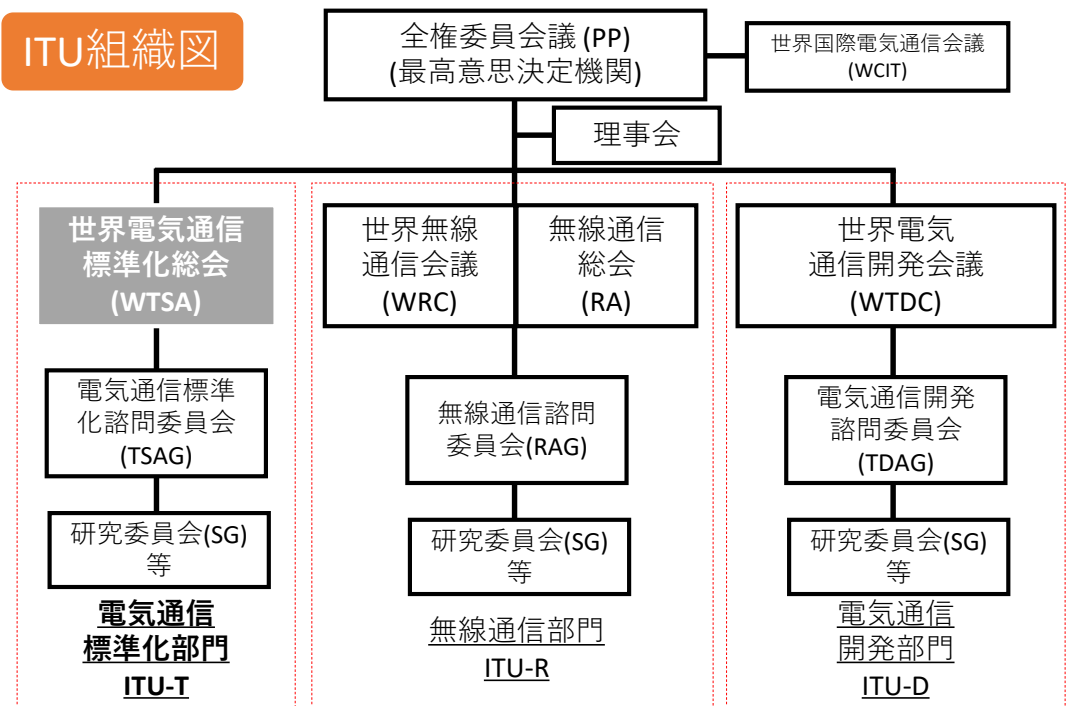 ITU組織図
全権委員会議 (PP)
(最高意思決定機関)
世界国際電気通信会議
(WCIT)
理事会
世界電気通信
標準化総会
(WTSA)
世界無線
通信会議
(WRC)
無線通信
総会
(RA)
世界電気
通信開発会議
(WTDC)
電気通信標準
化諮問委員会
(TSAG)
無線通信諮問
委員会(RAG)
電気通信開発
諮問委員会
(TDAG)
研究委員会(SG)
等
研究委員会(SG)
等
研究委員会(SG)
等
電気通信
標準化部門
ITU-T
無線通信部門
ITU-R
電気通信
開発部門
ITU-D